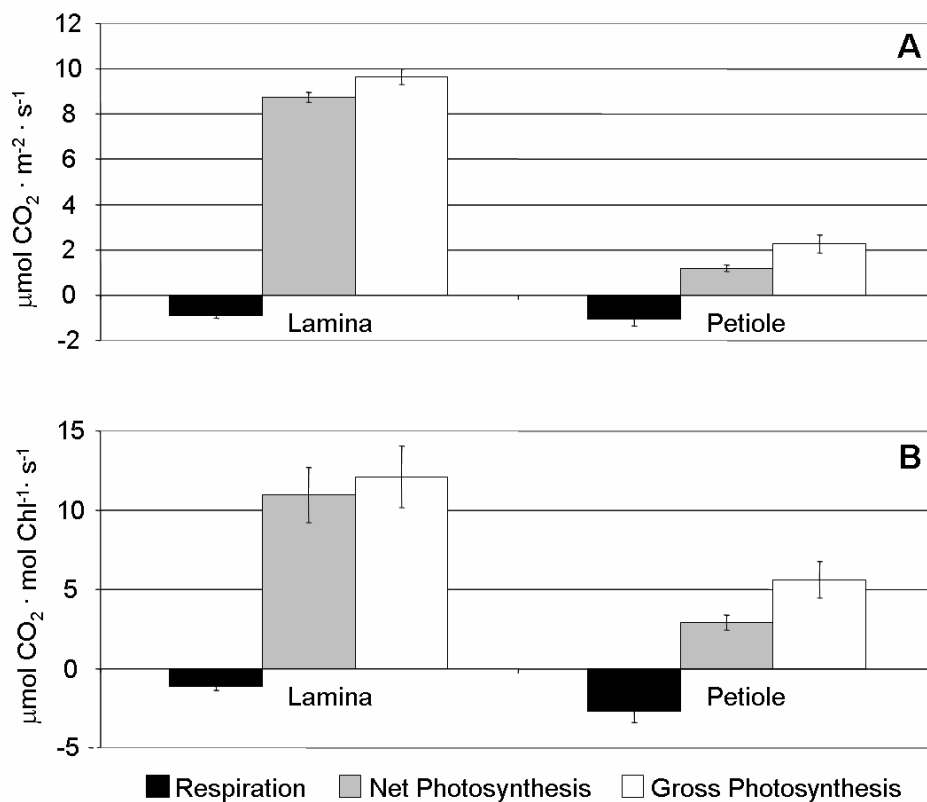 12
10
8
6
4
2
0
-2
μmol CO₂ · m⁻² · s⁻¹
A
Lamina Petiole
15
10
5
0
-5
μmol CO₂ · mol Chl⁻¹· s⁻¹
B
Lamina Petiole
Respiration Net Photosynthesis Gross Photosynthesis